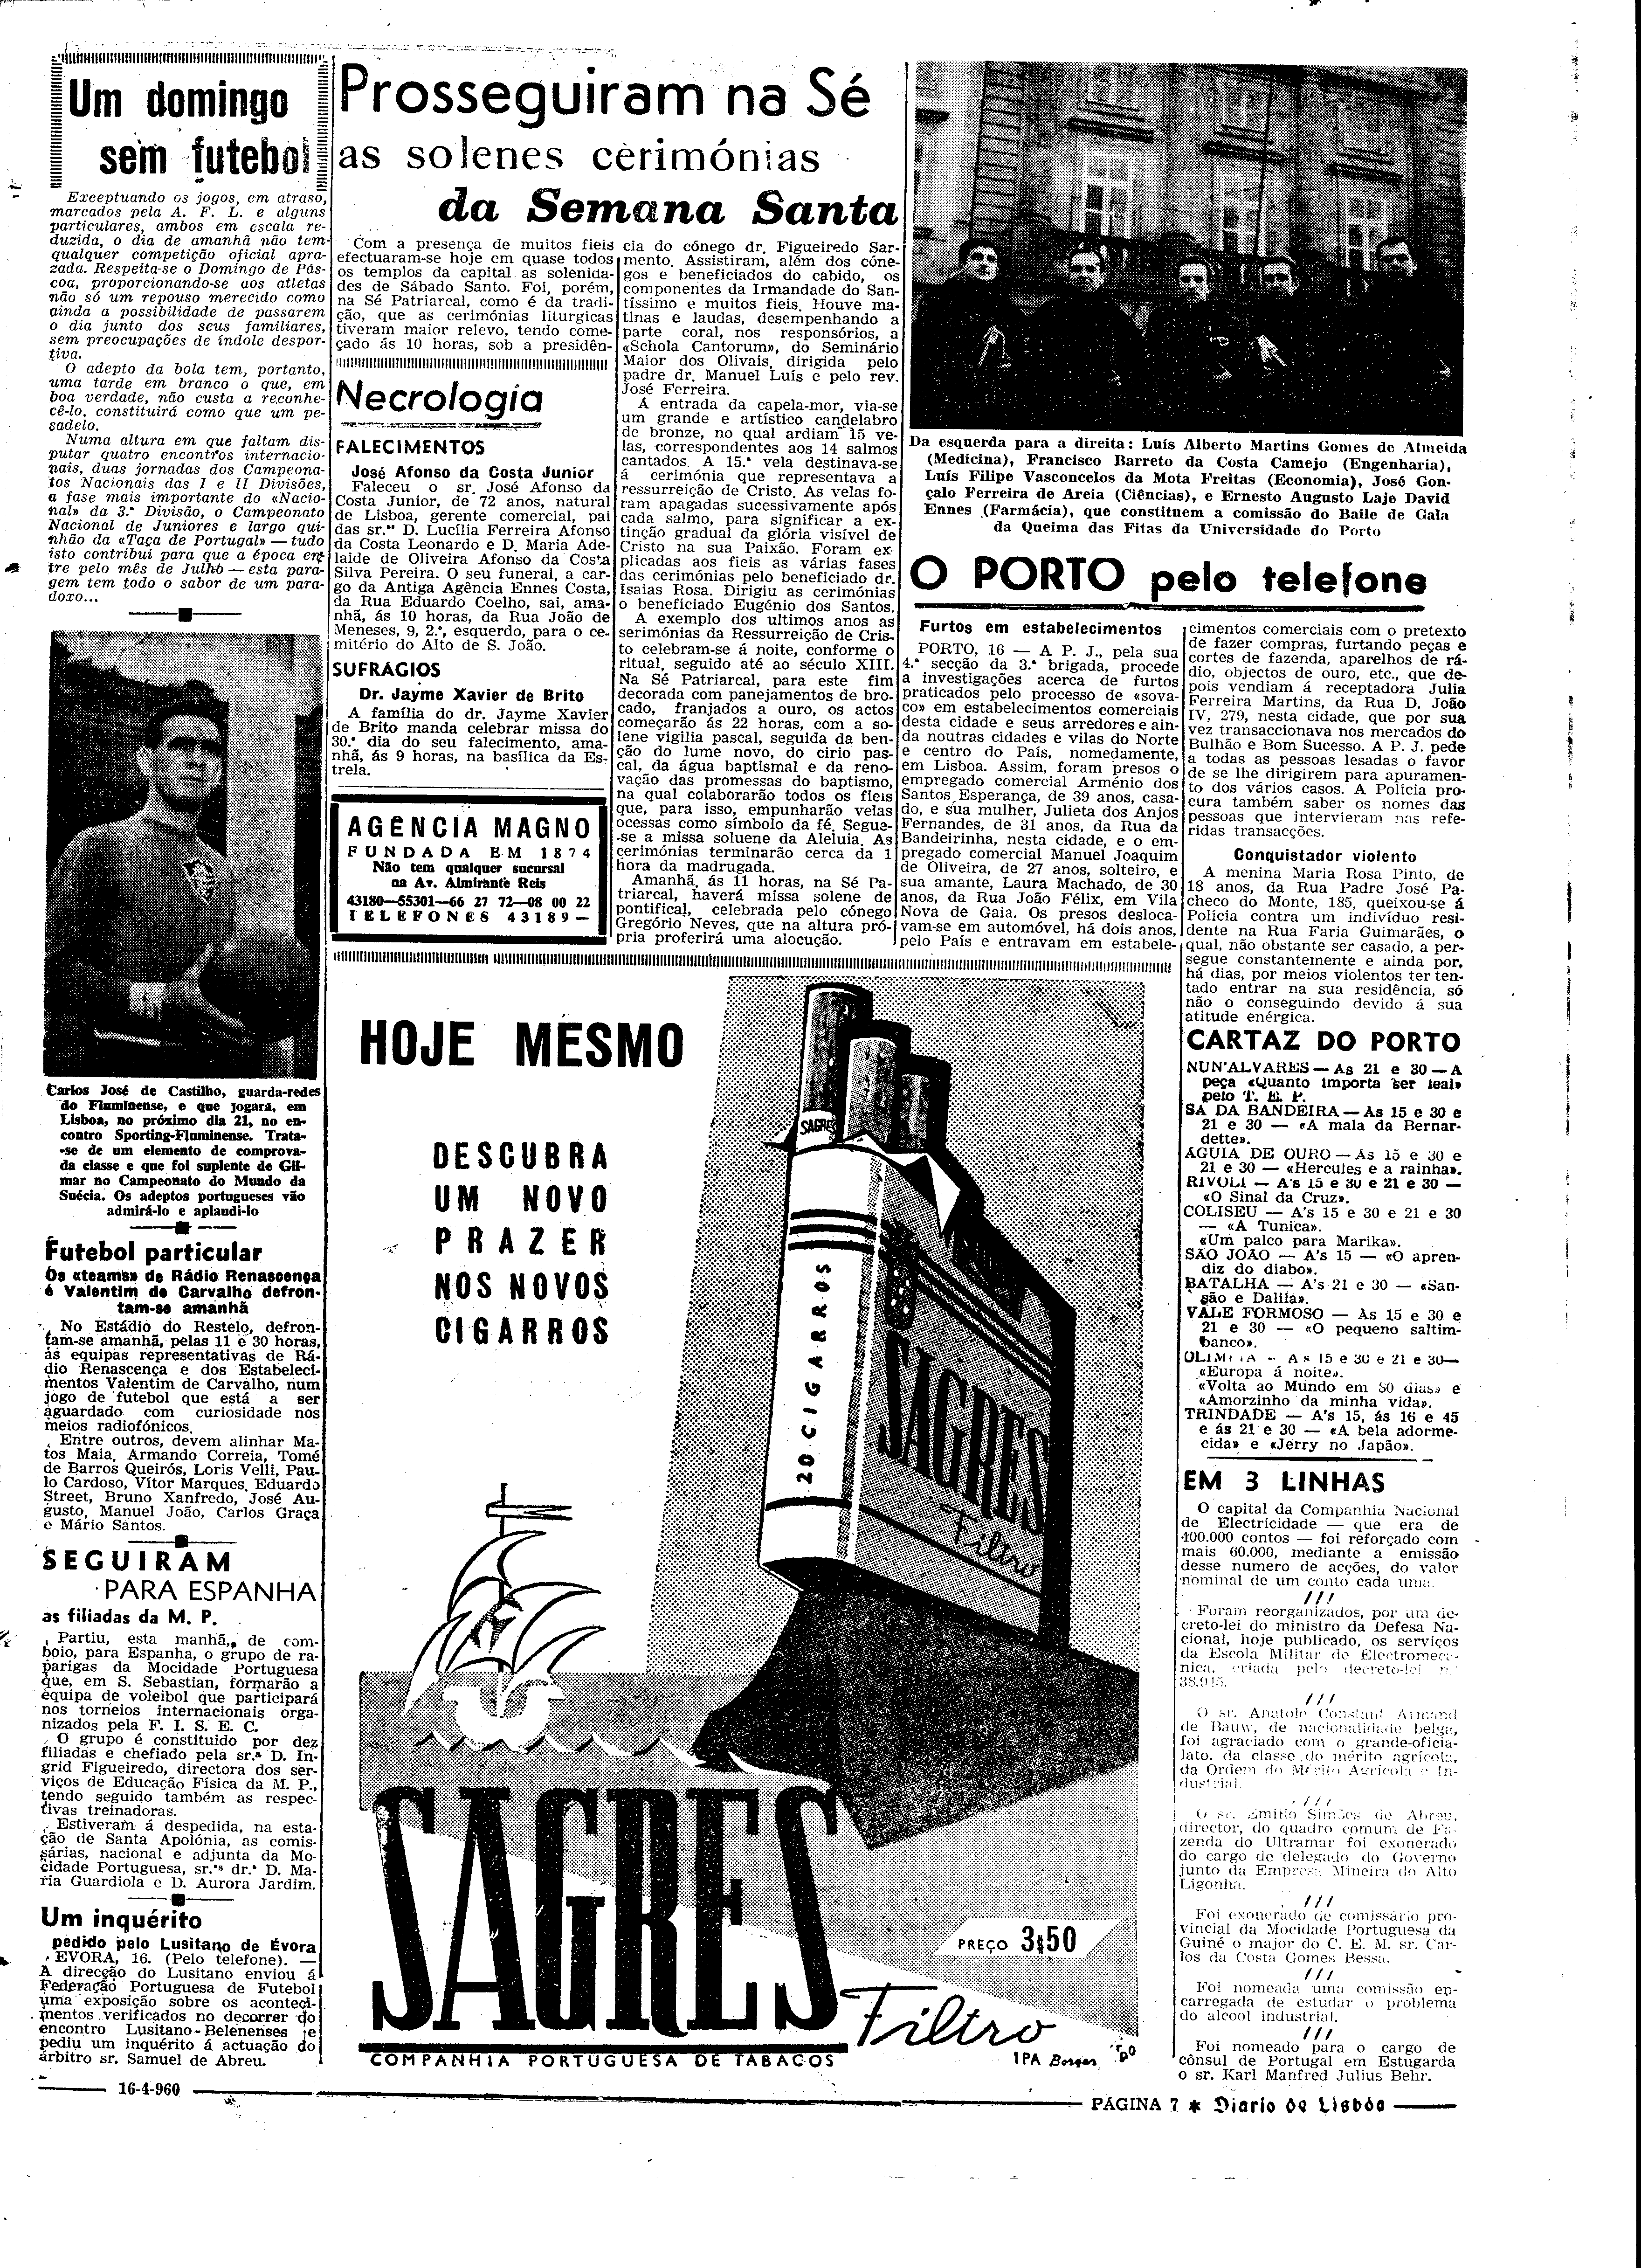 Um domingo
sem futebol
Exceptuando os jogos, em atraso,
marcados pela A. F. L. e alguns
particulares, ambos em escala re-
duzida, o dia de amanhã não tem
qualquer competição oficial apra-
zada. Respeita-se o Domingo de Pás-
coa, proporcionando-se aos atletas
não só um repouso merecido como
ainda a possibilidade de passarem
o dia junto dos seus familiares,
sem preocupações de índole despor-
tiva.
O adepto da bola tem, portanto,
uma tarde em branco o que, em
boa verdade, não custa a reconhe-
cê-lo, constituirá como que um pe-
sadelo.
Numa altura em que faltam dis-
putar quatro encontros internacio-
nais, duas jornadas dos Campeona-
tos Nacionais das I e II Divisões,
a fase mais importante do «Nacio-
nal» da 3.ª Divisão, o Campeonato
Nacional de Juniores e largo qui-
nhão da «Taça de Portugal» — tudo
isto contribui para que a época en-
tre pelo mês de Julho — esta para-
gem tem todo o sabor de um para-
doxo...
Carlos José de Castilho, guarda-redes
do Fluminense, e que jogará, em
Lisboa, no próximo dia 21, no en-
contro Sporting-Fluminense. Trata-
-se de um elemento de comprova-
da classe e que foi suplente de Gil-
mar no Campeonato do Mundo da
Suécia. Os adeptos portugueses vão
admirá-lo e aplaudi-lo
Futebol particular
Os «teams» de Rádio Renascença
e Valentim de Carvalho defron-
tam-se amanhã
No Estádio do Restelo, defron-
tam-se amanhã, pelas 11 e 30 horas,
ás equipas representativas de Rá-
dio Renascença e dos Estabeleci-
mentos Valentim de Carvalho, num
jogo de futebol que está a ser
aguardado com curiosidade nos
meios radiofónicos.
Entre outros, devem alinhar Ma-
tos Maia, Armando Correia, Tomé
de Barros Queirós, Loris Velli, Pau-
lo Cardoso, Vítor Marques, Eduardo
Street, Bruno Xanfredo, José Au-
gusto, Manuel João, Carlos Graça
e Mário Santos.
SEGUIRAM
PARA ESPANHA
as filiadas da M. P.
Partiu, esta manhã, de com-
boio, para Espanha, o grupo de ra-
parigas da Mocidade Portuguesa
que, em S. Sebastian, formarão a
equipa de voleibol que participará
nos torneios internacionais orga-
nizados pela F. I. S. E. C.
O grupo é constituido por dez
filiadas e chefiado pela sr.ª D. In-
grid Figueiredo, directora dos ser-
viços de Educação Física da M. P.,
tendo seguido também as respec-
tivas treinadoras.
Estiveram á despedida, na esta-
ção de Santa Apolónia, as comis-
sárias, nacional e adjunta da Mo-
cidade Portuguesa, sr.ªs dr.ª D. Ma-
ria Guardiola e D. Aurora Jardim.
Um inquérito
pedido pelo Lusitano de Évora
EVORA, 16. (Pelo telefone). —
A direcção do Lusitano enviou á
Federação Portuguesa de Futebol
uma exposição sobre os aconteci-
mentos verificados no decorrer do
encontro Lusitano-Belenenses e
pediu um inquérito á actuação do
árbitro sr. Samuel de Abreu.
Prosseguiram na Sé
as solenes cerimónias
da Semana Santa
Com a presença de muitos fieis
efectuaram-se hoje em quase todos
os templos da capital as solenida-
des de Sábado Santo. Foi, porém,
na Sé Patriarcal, como é da tradi-
ção, que as cerimónias liturgicas
tiveram maior relevo, tendo come-
çado ás 10 horas, sob a presidên-
cia do cónego dr. Figueiredo Sar-
mento. Assistiram, além dos cóne-
gos e beneficiados do cabido, os
componentes da Irmandade do San-
tíssimo e muitos fieis. Houve ma-
tinas e laudas, desempenhando a
parte coral, nos responsórios, a
«Schola Cantorum», do Seminário
Maior dos Olivais, dirigida pelo
padre dr. Manuel Luís e pelo rev.
José Ferreira.
Á entrada da capela-mor, via-se
um grande e artístico candelabro
de bronze, no qual ardiam 15 ve-
las, correspondentes aos 14 salmos
cantados. A 15.ª vela destinava-se
á cerimónia que representava a
ressurreição de Cristo. As velas fo-
ram apagadas sucessivamente após
cada salmo, para significar a ex-
tinção gradual da glória visível de
Cristo na sua Paixão. Foram ex-
plicadas aos fieis as várias fases
das cerimónias pelo beneficiado dr.
Isaias Rosa. Dirigiu as cerimónias
o beneficiado Eugénio dos Santos.
A exemplo dos ultimos anos as
serimónias da Ressurreição de Cris-
to celebram-se á noite, conforme o
ritual, seguido até ao século XIII.
Na Sé Patriarcal, para este fim
decorada com panejamentos de bro-
cado, franjados a ouro, os actos
começarão ás 22 horas, com a so-
lene vigilia pascal, seguida da ben-
ção do lume novo, do cirio pas-
cal, da água baptismal e da reno-
vação das promessas do baptismo,
na qual colaborarão todos os fieis
que, para isso, empunharão velas
ocessas como símbolo da fé. Segue-
-se a missa soluene da Aleluia. As
cerimónias terminarão cerca da 1
hora da madrugada.
Amanhã, ás 11 horas, na Sé Pa-
triarcal, haverá missa solene de
pontifical, celebrada pelo cónego
Gregório Neves, que na altura pró-
pria proferirá uma alocução.
Necrologia
FALECIMENTOS
José Afonso da Costa Junior
Faleceu o sr. José Afonso da
Costa Junior, de 72 anos, natural
de Lisboa, gerente comercial, pai
das sr.ªs D. Lucília Ferreira Afonso
da Costa Leonardo e D. Maria Ade-
laide de Oliveira Afonso da Costa
Silva Pereira. O seu funeral, a car-
go da Antiga Agência Ennes Costa,
da Rua Eduardo Coelho, sai, ama-
nhã, ás 10 horas, da Rua João de
Meneses, 9, 2.º, esquerdo, para o ce-
mitério do Alto de S. João.
SUFRÁGIOS
Dr. Jayme Xavier de Brito
A família do dr. Jayme Xavier
de Brito manda celebrar missa do
30.º dia do seu falecimento, ama-
nhã, ás 9 horas, na basílica da Es-
trela.
AGENCIA MAGNO
FUNDADA EM 1874
Não tem qualquer sucursal
na Av. Almirante Reis
43180—55301—66 27 72—08 00 22
TELEFONES 43189—
Da esquerda para a direita: Luís Alberto Martins Gomes de Almeida
(Medicina), Francisco Barreto da Costa Camejo (Engenharia),
Luís Filipe Vasconcelos da Mota Freitas (Economia), José Gon-
çalo Ferreira de Areia (Ciências), e Ernesto Augusto Laje David
Ennes (Farmácia), que constituem a comissão do Baile de Gala
da Queima das Fitas da Universidade do Porto
O PORTO pelo telefone
Furtos em estabelecimentos
PORTO, 16 — A P. J., pela sua
4.ª secção da 3.ª brigada, procede
a investigações acerca de furtos
praticados pelo processo de «sova-
co» em estabelecimentos comerciais
desta cidade e seus arredores e ain-
da noutras cidades e vilas do Norte
e centro do País, nomedamente,
em Lisboa. Assim, foram presos o
empregado comercial Arménio dos
Santos Esperança, de 39 anos, casa-
do, e sua mulher, Julieta dos Anjos
Fernandes, de 31 anos, da Rua da
Bandeirinha, nesta cidade, e o em-
pregado comercial Manuel Joaquim
de Oliveira, de 27 anos, solteiro, e
sua amante, Laura Machado, de 30
anos, da Rua João Félix, em Vila
Nova de Gaia. Os presos desloca-
vam-se em automóvel, há dois anos,
pelo País e entravam em estabele-
cimentos comerciais com o pretexto
de fazer compras, furtando peças e
cortes de fazenda, aparelhos de rá-
dio, objectos de ouro, etc., que de-
pois vendiam á receptadora Julia
Ferreira Martins, da Rua D. João
IV, 279, nesta cidade, que por sua
vez transaccionava nos mercados do
Bulhão e Bom Sucesso. A P. J. pede
a todas as pessoas lesadas o favor
de se lhe dirigirem para apuramen-
to dos vários casos. A Polícia pro-
cura também saber os nomes das
pessoas que intervieram nas refe-
ridas transacções.
Conquistador violento
A menina Maria Rosa Pinto, de
18 anos, da Rua Padre José Pa-
checo do Monte, 185, queixou-se á
Polícia contra um indivíduo resi-
dente na Rua Faria Guimarães, o
qual, não obstante ser casado, a per-
segue constantemente e ainda por,
há dias, por meios violentos ter ten-
tado entrar na sua residência, só
não o conseguindo devido á sua
atitude enérgica.
CARTAZ DO PORTO
NUN'ALVARES — As 21 e 30 — A
peça «Quanto importa ser leal»
pelo T. E. P.
SA DA BANDEIRA — As 15 e 30 e
21 e 30 — «A mala da Bernar-
dette».
AGUIA DE OURO — As 15 e 30 e
21 e 30 — «Hercules e a rainha».
RIVOLI — A's 15 e 30 e 21 e 30 —
«O Sinal da Cruz».
COLISEU — A's 15 e 30 e 21 e 30
— «A Tunica».
«Um palco para Marika».
SÃO JOÃO — A's 15 — «O apren-
diz do diabo».
BATALHA — A's 21 e 30 — «San-
são e Dalila».
VALE FORMOSO — As 15 e 30 e
21 e 30 — «O pequeno saltim-
banco».
OLIMPIA — As 15 e 30 e 21 e 30—
«Europa á noite».
«Volta ao Mundo em 80 dias» e
«Amorzinho da minha vida».
TRINDADE — A's 15, ás 16 e 45
e ás 21 e 30 — «A bela adorme-
cida» e «Jerry no Japão».
EM 3 LINHAS
O capital da Companhia Nacional
de Electricidade — que era de
400.000 contos — foi reforçado com
mais 60.000, mediante a emissão
desse numero de acções, do valor
nominal de um conto cada uma.
///
Foram reorganizados, por um de-
creto-lei do ministro da Defesa Na-
cional, hoje publicado, os serviços
da Escola Militar de Electromecâ-
nica, criada pelo decreto-lei n.º
38.945.
///
O sr. Anatole Constant Armand
de Bauw, de nacionalidade belga,
foi agraciado com o grande-oficia-
lato, da classe do mérito agrícola,
da Ordem do Mérito Agrícola e In-
dustrial.
///
O sr. Emílio Simões de Abreu,
director, do quadro comum de Fa-
zenda do Ultramar foi exonerado
do cargo de delegado do Governo
junto da Empresa Mineira do Alto
Ligonha.
///
Foi exonerado de comissário pro-
vincial da Mocidade Portuguesa da
Guiné o major do C. E. M. sr. Car-
los da Costa Gomes Bessa.
///
Foi nomeada uma comissão en-
carregada de estudar o problema
do alcool industrial.
///
Foi nomeado para o cargo de
cônsul de Portugal em Estugarda
o sr. Karl Manfred Julius Behr.
HOJE MESMO
DESCUBRA
UM NOVO
PRAZER
NOS NOVOS
CIGARROS
SAGRES
20 CIGARROS
SAGRES
Filtro
PREÇO 3$50
SAGRES
Filtro
COMPANHIA PORTUGUESA DE TABACOS
IPA Borges '60
16-4-960
PÁGINA 7 * Diario de Lisbôa